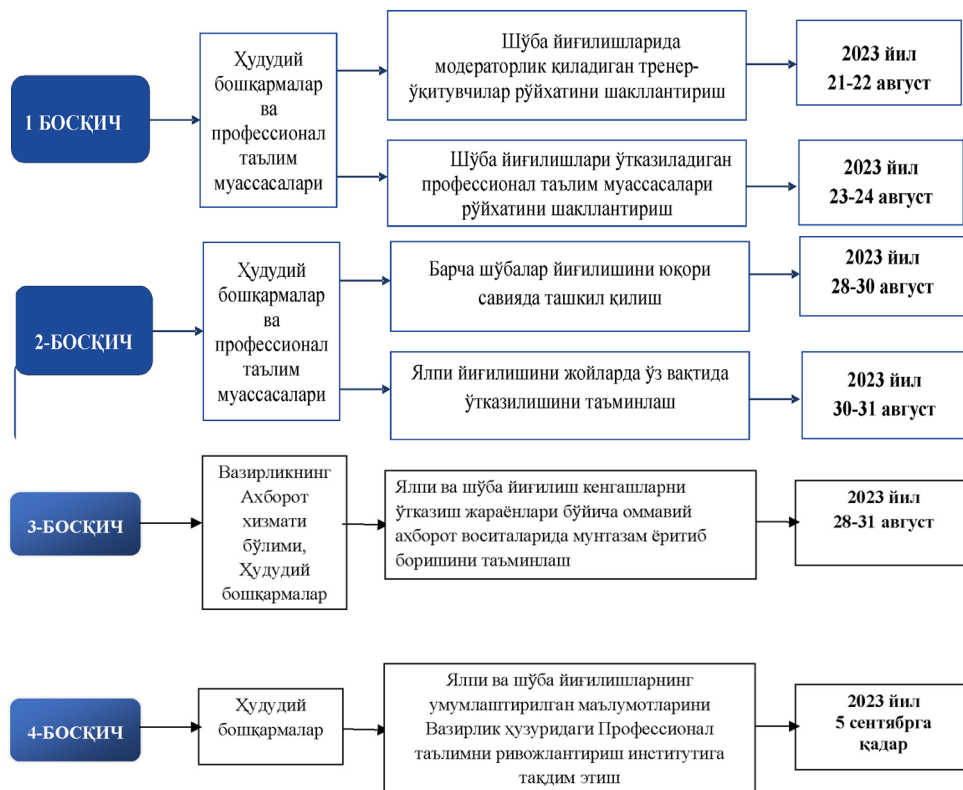 1 БОСҚИЧ
Ҳудудий
бошқармалар
ва
профессионал
таълим
муассасалари
Шўба йиғилишларида
модераторлик қиладиган тренер-
ўқитувчилар рўйхатини шакллантириш
2023 йил
21-22 август
Шўба йиғилишлари ўтказиладиган
профессионал таълим муассасалари
рўйхатини шакллантириш
2023 йил
23-24 август
2-БОСҚИЧ
Ҳудудий
бошқармалар
ва
профессионал
таълим
муассасалари
Барча шўбалар йиғилишини юқори
савияда ташкил қилиш
2023 йил
28-30 август
Ялпи йиғилишини жойларда ўз вақтида
ўтказилишини таъминлаш
2023 йил
30-31 август
3-БОСҚИЧ
Вазирликнинг
Ахборот
хизмати
бўлими,
Ҳудудий
бошқармалар
Ялпи ва шўба йиғилиш кенгашларни
ўтказиш жараёнлари бўйича оммавий
ахборот воситаларида мунтазам ёритиб
боришини таъминлаш
2023 йил
28-31 август
4-БОСҚИЧ
Ҳудудий
бошқармалар
Ялпи ва шўба йиғилишларнинг
умумлаштирилган маълумотларини
Вазирлик ҳузуридаги Профессионал
таълимни ривожлантириш институтига
тақдим этиш
2023 йил
5 сентябрга
қадар